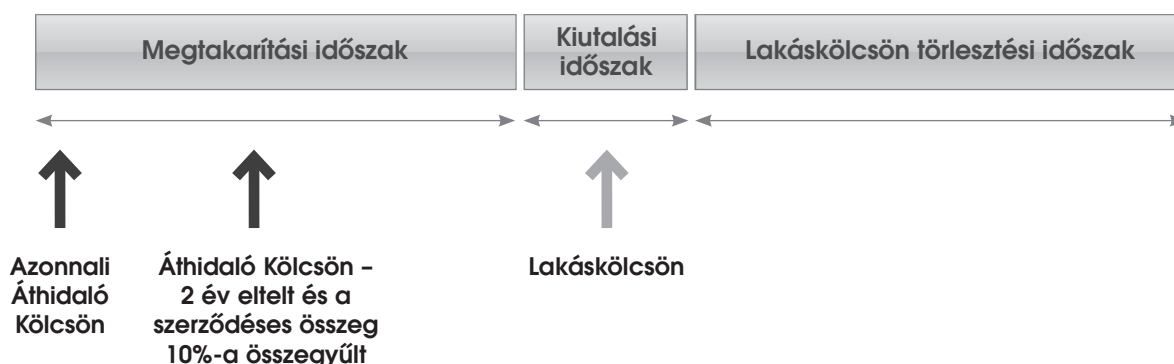 Megtakarítási időszak
Kiutalási
időszak
Lakáskölcsön törlesztési időszak
Azonnali
Áthidaló
Kölcsön
Áthidaló Kölcsön –
2 év eltelt és a
szerződéses összeg
10%-a összegyűlt
Lakáskölcsön